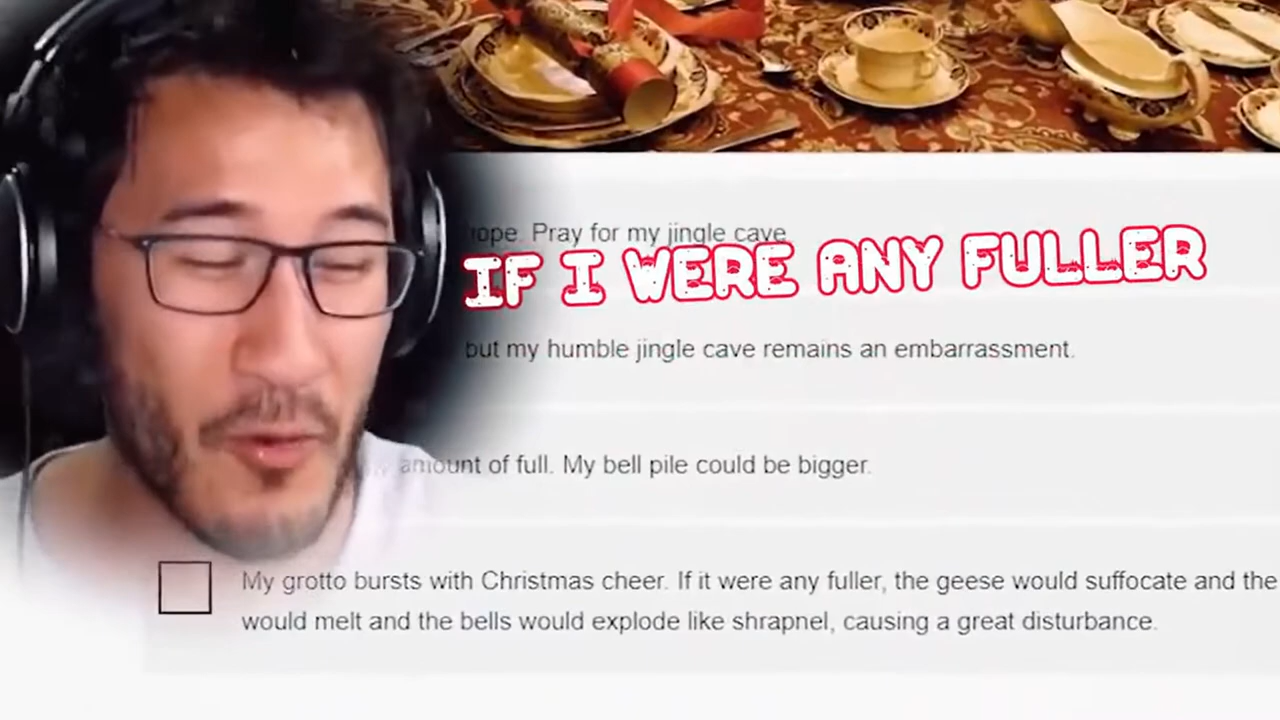 Pray for my jingle cave
IF I WERE ANY FULLER
but my humble jingle cave remains an embarrassment.
amount of full. My bell pile could be bigger.
My grotto bursts with Christmas cheer. If it were any fuller, the geese would suffocate and the
would melt and the bells would explode like shrapnel, causing a great disturbance.